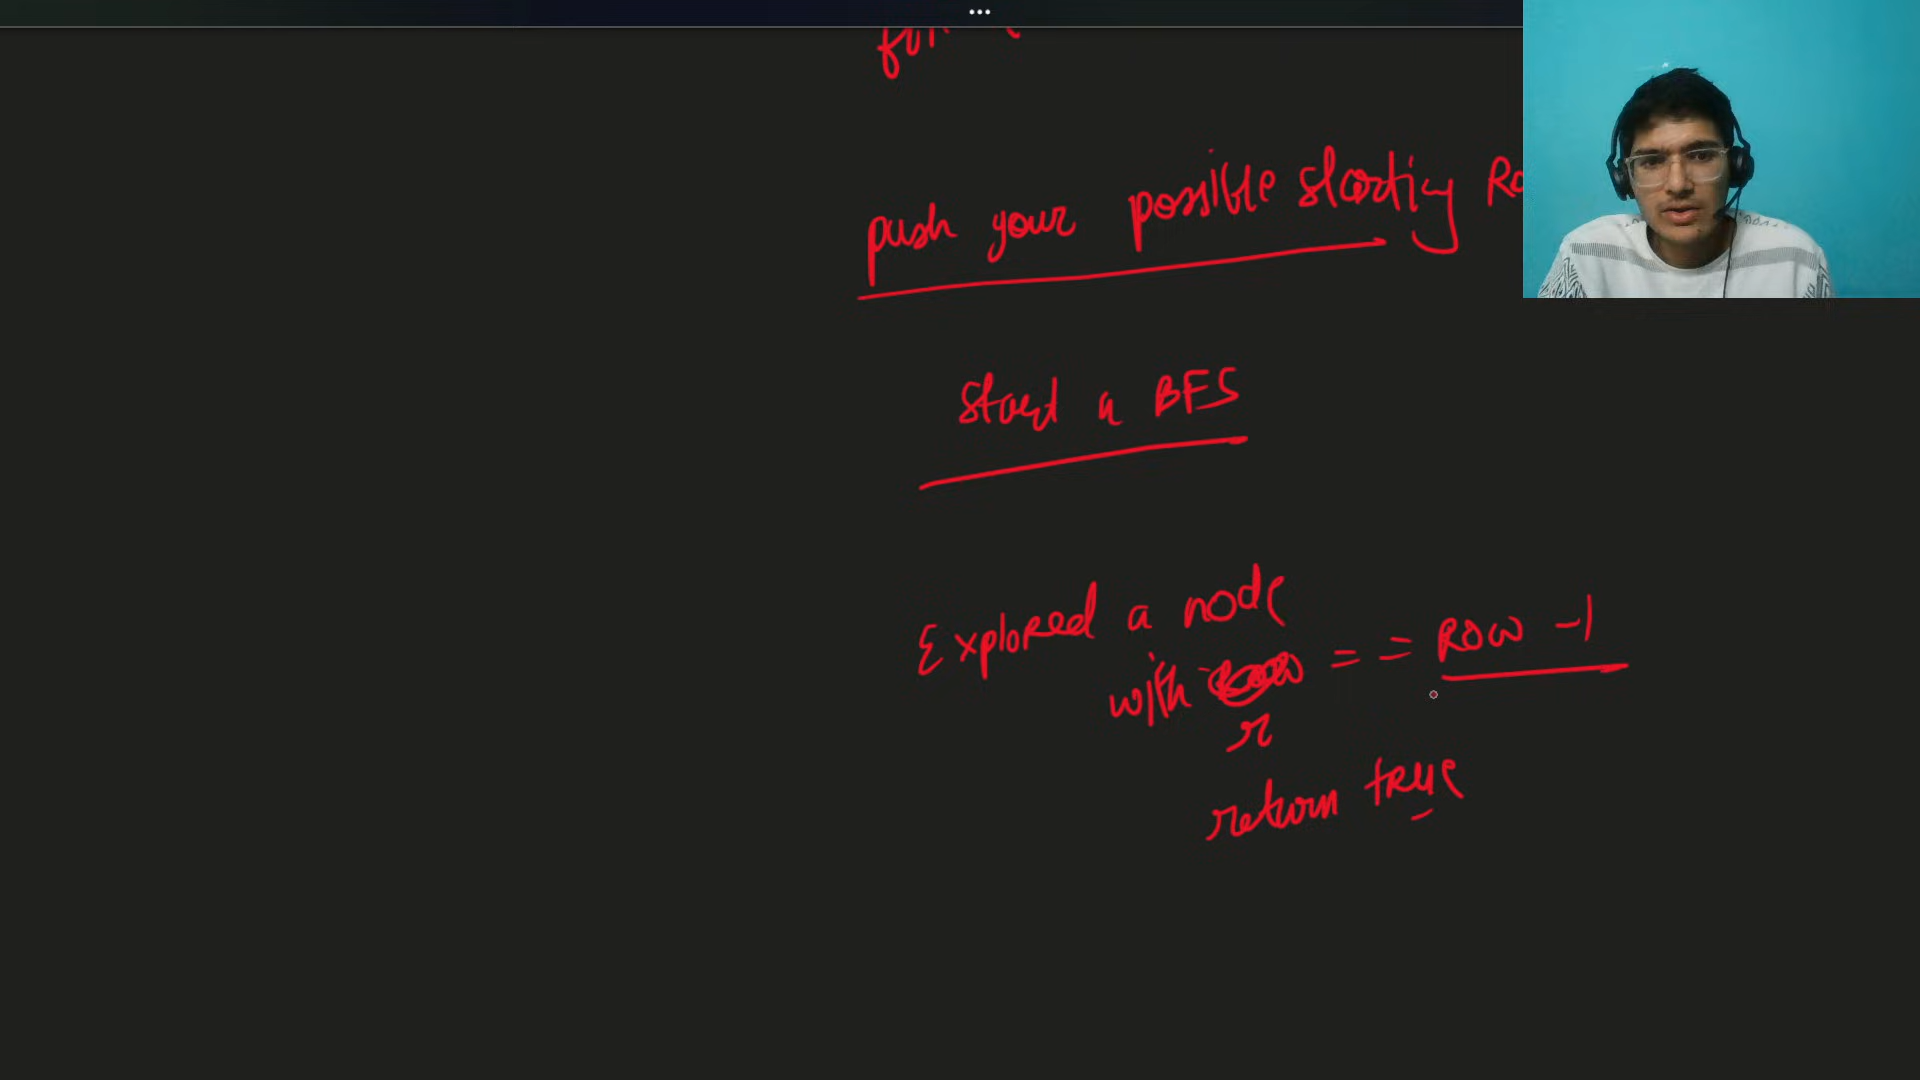 push your possible starting Ro
start a BFS
Explored a node
with r == Row -1
return true